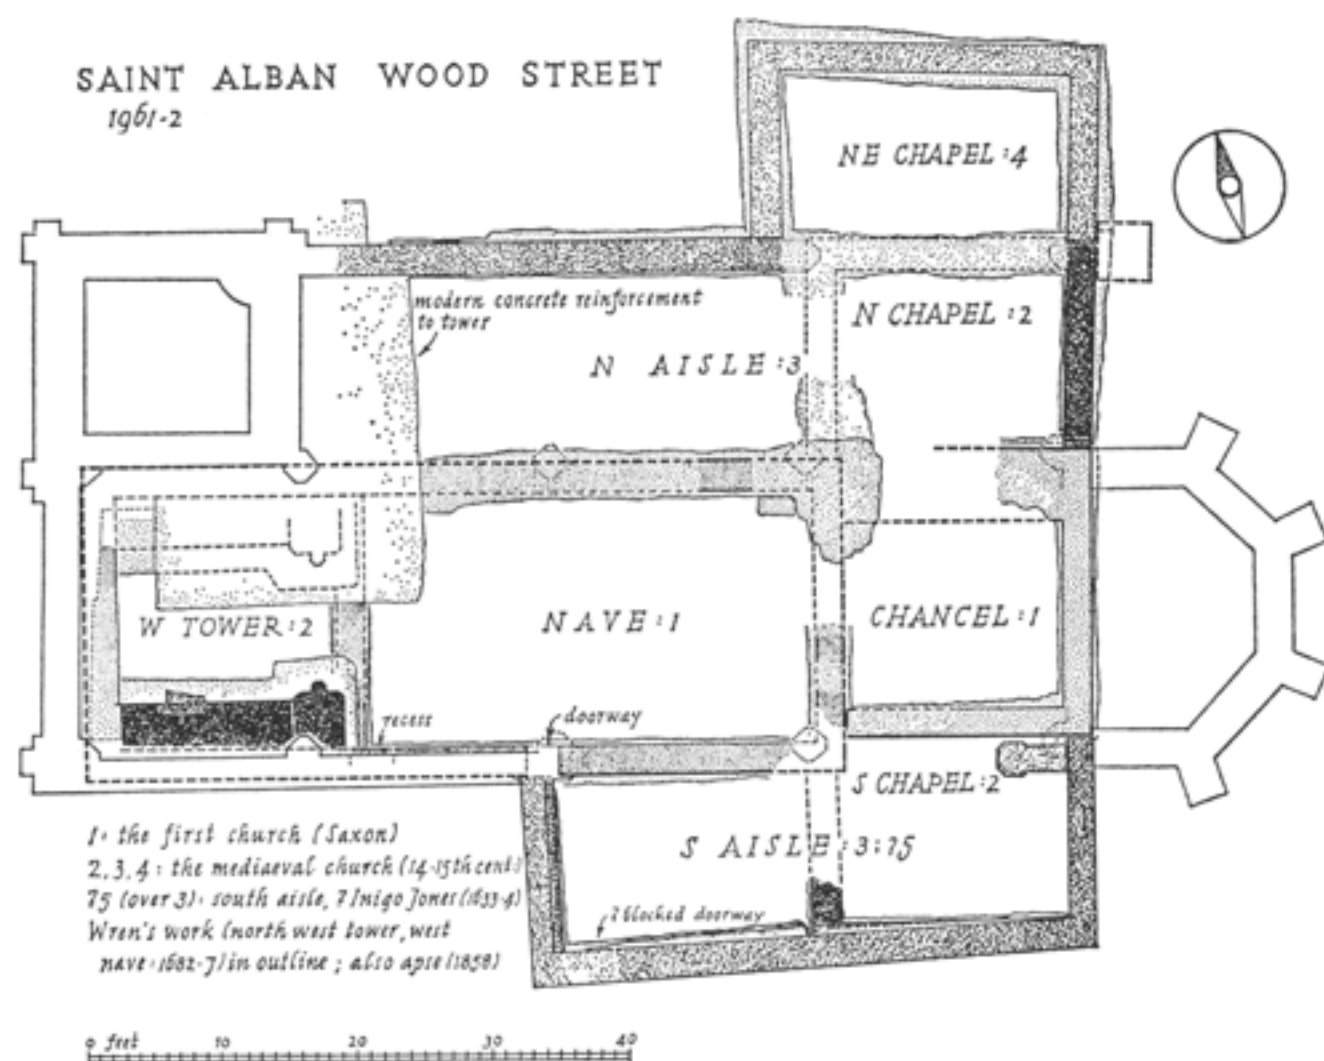 SAINT ALBAN WOOD STREET
1961-2
NE CHAPEL:4
modern concrete reinforcement
to tower
N CHAPEL:2
N AISLE:3
W TOWER:2
NAVE:1
CHANCEL:1
recess
doorway
S CHAPEL:2
S AISLE:3:?5
? blocked doorway
1: the first church (Saxon)
2.3.4: the mediaeval church (14-15th cent:)
?5 (over 3): south aisle, ? Inigo Jones (1633-4)
Wren's work (north west tower, west
nave:1682-7) in outline; also apse (1858)
0 feet 10 20 30 40